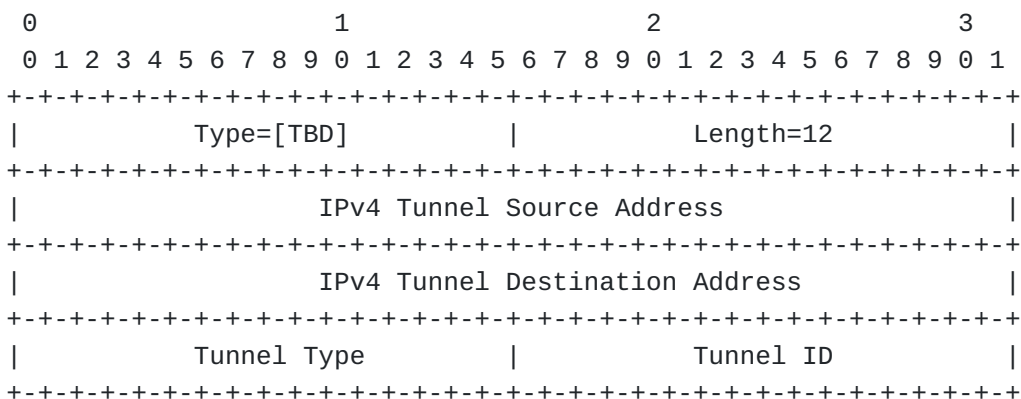 0                   1                   2                   3
 0 1 2 3 4 5 6 7 8 9 0 1 2 3 4 5 6 7 8 9 0 1 2 3 4 5 6 7 8 9 0 1
+-+-+-+-+-+-+-+-+-+-+-+-+-+-+-+-+-+-+-+-+-+-+-+-+-+-+-+-+-+-+-+-+
|           Type=[TBD]          |           Length=12           |
+-+-+-+-+-+-+-+-+-+-+-+-+-+-+-+-+-+-+-+-+-+-+-+-+-+-+-+-+-+-+-+-+
|                   IPv4 Tunnel Source Address                  |
+-+-+-+-+-+-+-+-+-+-+-+-+-+-+-+-+-+-+-+-+-+-+-+-+-+-+-+-+-+-+-+-+
|                   IPv4 Tunnel Destination Address             |
+-+-+-+-+-+-+-+-+-+-+-+-+-+-+-+-+-+-+-+-+-+-+-+-+-+-+-+-+-+-+-+-+
|           Tunnel Type         |           Tunnel ID           |
+-+-+-+-+-+-+-+-+-+-+-+-+-+-+-+-+-+-+-+-+-+-+-+-+-+-+-+-+-+-+-+-+